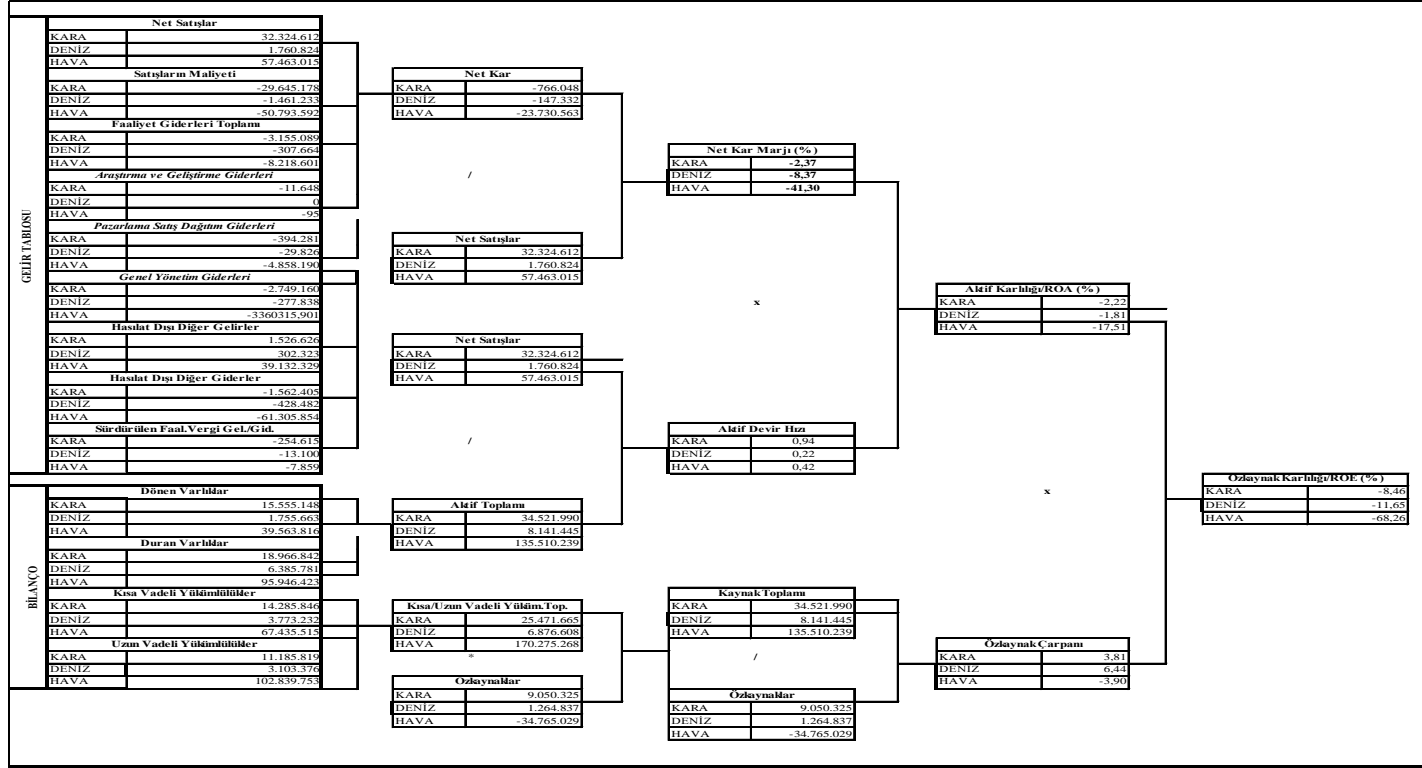 GELİR TABLOSU
Net Satışlar
KARA 32.324.612
DENİZ 1.760.824
HAVA 57.463.015
Satışların Maliyeti
KARA -29.645.178
DENİZ -1.461.233
HAVA -50.793.592
Faaliyet Giderleri Toplamı
KARA -3.155.089
DENİZ -307.664
HAVA -8.218.601
Araştırma ve Geliştirme Giderleri
KARA -11.648
DENİZ 0
HAVA -95
Pazarlama Satış Dağıtım Giderleri
KARA -394.281
DENİZ -29.826
HAVA -4.858.190
Genel Yönetim Giderleri
KARA -2.749.160
DENİZ -277.838
HAVA -3360315,901
Hasılat Dışı Diğer Gelirler
KARA 1.526.626
DENİZ 302.323
HAVA 39.132.329
Hasılat Dışı Diğer Giderler
KARA -1.562.405
DENİZ -428.482
HAVA -61.305.854
Sürdürülen Faal.Vergi Gel./Gid.
KARA -254.615
DENİZ -13.100
HAVA -7.859
BİLANÇO
Dönen Varlıklar
KARA 15.555.148
DENİZ 1.755.663
HAVA 39.563.816
Duran Varlıklar
KARA 18.966.842
DENİZ 6.385.781
HAVA 95.946.423
Kısa Vadeli Yükümlülükler
KARA 14.285.846
DENİZ 3.773.232
HAVA 67.435.515
Uzun Vadeli Yükümlülükler
KARA 11.185.819
DENİZ 3.103.376
HAVA 102.839.753
Net Kar
KARA -766.048
DENİZ -147.332
HAVA -23.730.563
/
Net Satışlar
KARA 32.324.612
DENİZ 1.760.824
HAVA 57.463.015
Net Satışlar
KARA 32.324.612
DENİZ 1.760.824
HAVA 57.463.015
/
Aktif Toplamı
KARA 34.521.990
DENİZ 8.141.445
HAVA 135.510.239
Kısa/Uzun Vadeli Yüküm.Top.
KARA 25.471.665
DENİZ 6.876.608
HAVA 170.275.268
*
Özkaynaklar
KARA 9.050.325
DENİZ 1.264.837
HAVA -34.765.029
Net Kar Marjı (%)
KARA -2,37
DENİZ -8,37
HAVA -41,30
x
Aktif Devir Hızı
KARA 0,94
DENİZ 0,22
HAVA 0,42
Kaynak Toplamı
KARA 34.521.990
DENİZ 8.141.445
HAVA 135.510.239
/
Özkaynaklar
KARA 9.050.325
DENİZ 1.264.837
HAVA -34.765.029
Aktif Karlılığı/ROA (%)
KARA -2,22
DENİZ -1,81
HAVA -17,51
x
Özkaynak Çarpanı
KARA 3,81
DENİZ 6,44
HAVA -3,90
Özkaynak Karlılığı/ROE (%)
KARA -8,46
DENİZ -11,65
HAVA -68,26